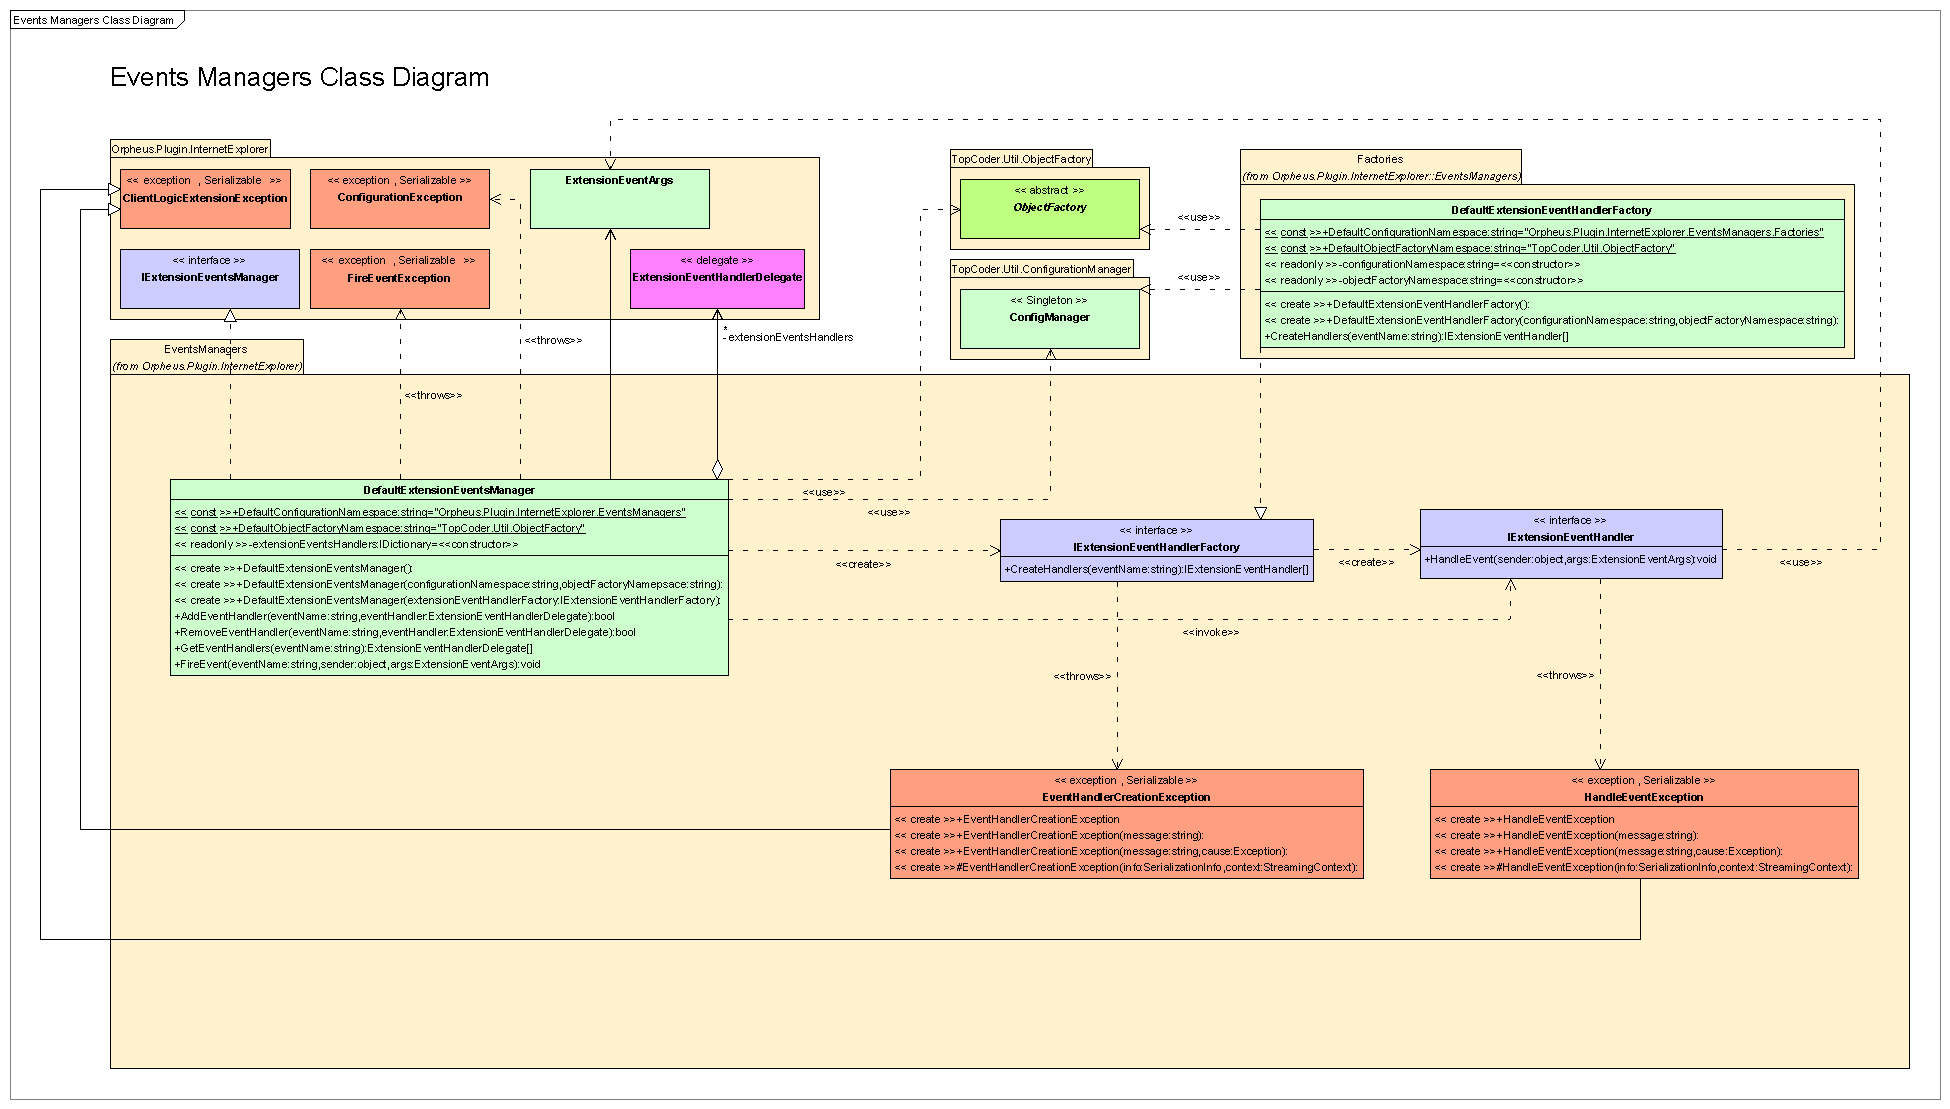 Events Managers Class Diagram
Events Managers Class Diagram
Orpheus.Plugin.InternetExplorer
<< exception , Serializable >>
ClientLogicExtensionException
<< exception , Serializable >>
ConfigurationException
ExtensionEventArgs
<< interface >>
IExtensionEventsManager
<< exception , Serializable >>
FireEventException
<< delegate >>
ExtensionEventHandlerDelegate
TopCoder.Util.ObjectFactory
<< abstract >>
ObjectFactory
TopCoder.Util.ConfigurationManager
<< Singleton >>
ConfigManager
Factories
(from Orpheus.Plugin.InternetExplorer::EventsManagers)
DefaultExtensionEventHandlerFactory
<< const >>+DefaultConfigurationNamespace:string="Orpheus.Plugin.InternetExplorer.EventsManagers.Factories"
<< const >>+DefaultObjectFactoryNamespace:string="TopCoder.Util.ObjectFactory"
<< readonly >>-configurationNamespace:string=<<constructor>>
<< readonly >>-objectFactoryNamespace:string=<<constructor>>
<< create >>+DefaultExtensionEventHandlerFactory():
<< create >>+DefaultExtensionEventHandlerFactory(configurationNamespace:string,objectFactoryNamespace:string):
+CreateHandlers(eventName:string):IExtensionEventHandler[]
<<use>>
<<use>>
*
-extensionEventsHandlers
<<throws>>
<<throws>>
EventsManagers
(from Orpheus.Plugin.InternetExplorer)
DefaultExtensionEventsManager
<< const >>+DefaultConfigurationNamespace:string="Orpheus.Plugin.InternetExplorer.EventsManagers"
<< const >>+DefaultObjectFactoryNamespace:string="TopCoder.Util.ObjectFactory"
<< readonly >>-extensionEventsHandlers:IDictionary=<<constructor>>
<< create >>+DefaultExtensionEventsManager():
<< create >>+DefaultExtensionEventsManager(configurationNamespace:string,objectFactoryNamepsace:string):
<< create >>+DefaultExtensionEventsManager(extensionEventHandlerFactory:IExtensionEventHandlerFactory):
+AddEventHandler(eventName:string,eventHandler:ExtensionEventHandlerDelegate):bool
+RemoveEventHandler(eventName:string,eventHandler:ExtensionEventHandlerDelegate):bool
+GetEventHandlers(eventName:string):ExtensionEventHandlerDelegate[]
+FireEvent(eventName:string,sender:object,args:ExtensionEventArgs):void
<<use>>
<<use>>
<<create>>
<< interface >>
IExtensionEventHandlerFactory
+CreateHandlers(eventName:string):IExtensionEventHandler[]
<<create>>
<< interface >>
IExtensionEventHandler
+HandleEvent(sender:object,args:ExtensionEventArgs):void
<<use>>
<<invoke>>
<<throws>>
<<throws>>
<< exception , Serializable >>
EventHandlerCreationException
<< create >>+EventHandlerCreationException
<< create >>+EventHandlerCreationException(message:string):
<< create >>+EventHandlerCreationException(message:string,cause:Exception):
<< create >>#EventHandlerCreationException(info:SerializationInfo,context:StreamingContext):
<< exception , Serializable >>
HandleEventException
<< create >>+HandleEventException
<< create >>+HandleEventException(message:string):
<< create >>+HandleEventException(message:string,cause:Exception):
<< create >>#HandleEventException(info:SerializationInfo,context:StreamingContext):